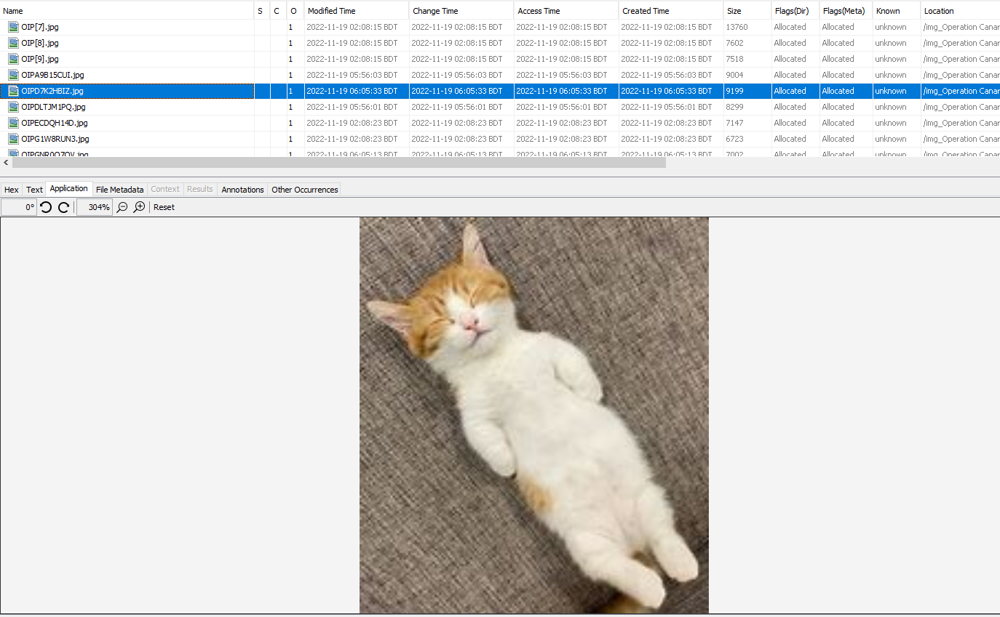 Name S C O Modified Time Change Time Access Time Created Time Size Flags(Dir) Flags(Meta) Known Location
OIP[7].jpg 1 2022-11-19 02:08:15 BDT 2022-11-19 02:08:15 BDT 2022-11-19 02:08:15 BDT 2022-11-19 02:08:15 BDT 13760 Allocated Allocated unknown /img_Operation Canar
OIP[8].jpg 1 2022-11-19 02:08:15 BDT 2022-11-19 02:08:15 BDT 2022-11-19 02:08:15 BDT 2022-11-19 02:08:15 BDT 7602 Allocated Allocated unknown /img_Operation Canar
OIP[9].jpg 1 2022-11-19 02:08:15 BDT 2022-11-19 02:08:15 BDT 2022-11-19 02:08:15 BDT 2022-11-19 02:08:15 BDT 7518 Allocated Allocated unknown /img_Operation Canar
OIPA9B15CUI.jpg 1 2022-11-19 05:56:03 BDT 2022-11-19 05:56:03 BDT 2022-11-19 05:56:03 BDT 2022-11-19 05:56:03 BDT 9004 Allocated Allocated unknown /img_Operation Canar
OIPD7K2HBIZ.jpg 1 2022-11-19 06:05:33 BDT 2022-11-19 06:05:33 BDT 2022-11-19 06:05:33 BDT 2022-11-19 06:05:33 BDT 9199 Allocated Allocated unknown /img_Operation Canar
OIPDLTJM1PQ.jpg 1 2022-11-19 05:56:01 BDT 2022-11-19 05:56:01 BDT 2022-11-19 05:56:01 BDT 2022-11-19 05:56:01 BDT 8299 Allocated Allocated unknown /img_Operation Canar
OIPECDQH14D.jpg 1 2022-11-19 02:08:23 BDT 2022-11-19 02:08:23 BDT 2022-11-19 02:08:23 BDT 2022-11-19 02:08:23 BDT 7147 Allocated Allocated unknown /img_Operation Canar
OIPG1W8RUN3.jpg 1 2022-11-19 02:08:23 BDT 2022-11-19 02:08:23 BDT 2022-11-19 02:08:23 BDT 2022-11-19 02:08:23 BDT 6723 Allocated Allocated unknown /img_Operation Canar
1 2022-11-19 06:05:13 BDT 2022-11-19 06:05:13 BDT 2022-11-19 06:05:13 BDT 2022-11-19 06:05:13 BDT 7002 Allocated Allocated unknown /img_Operation Canar
Hex Text Application File Metadata Context Results Annotations Other Occurrences
0° 304% Reset